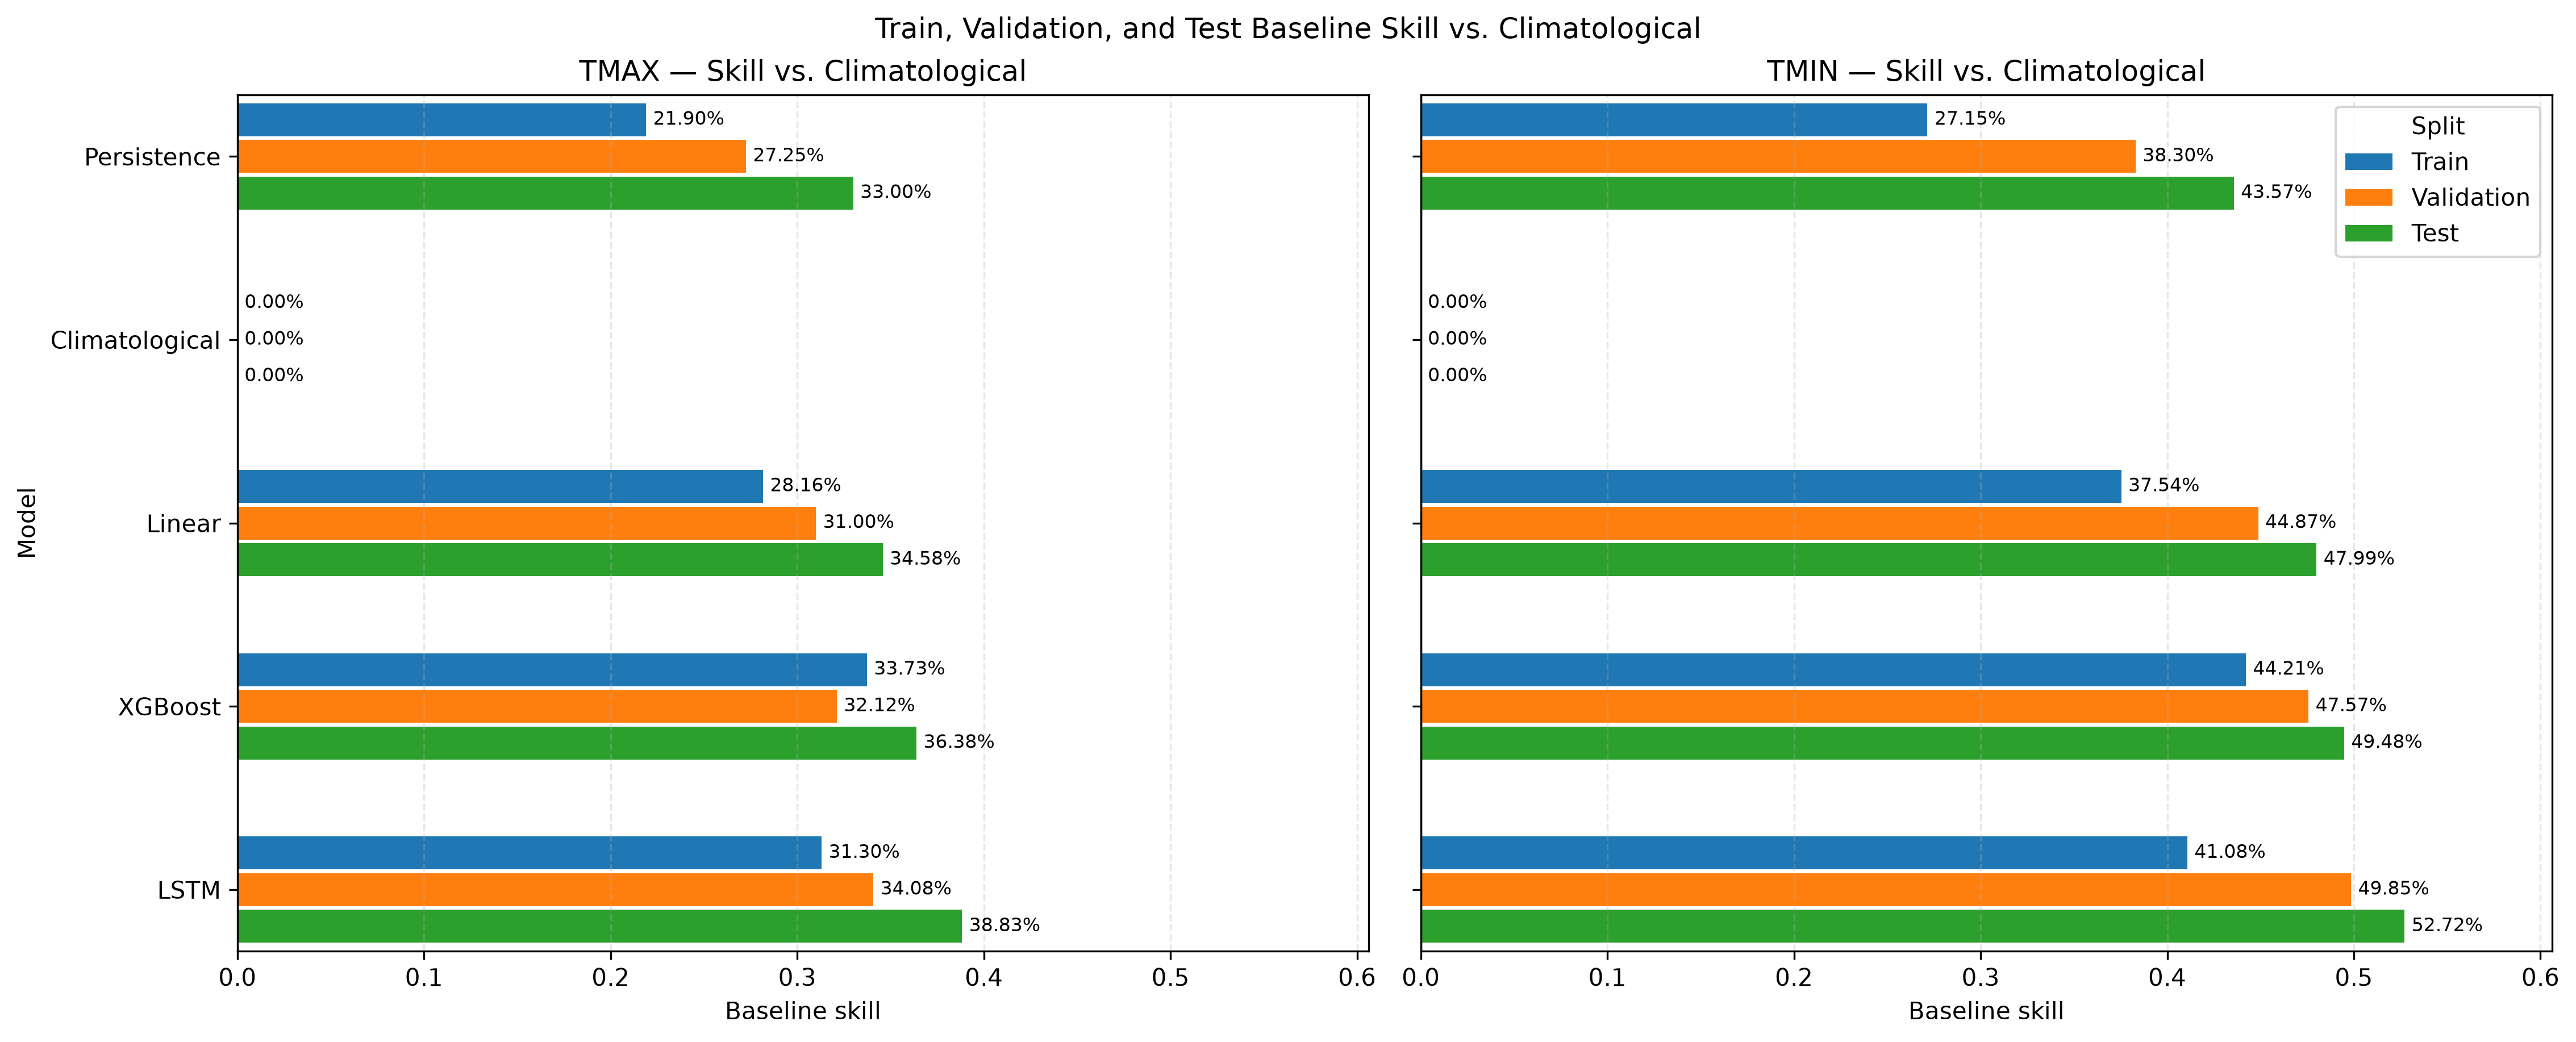 Train, Validation, and Test Baseline Skill vs. Climatological
TMAX — Skill vs. Climatological
Model
Persistence
21.90%
27.25%
33.00%
Climatological
0.00%
0.00%
0.00%
Linear
28.16%
31.00%
34.58%
XGBoost
33.73%
32.12%
36.38%
LSTM
31.30%
34.08%
38.83%
0.0 0.1 0.2 0.3 0.4 0.5 0.6
Baseline skill
TMIN — Skill vs. Climatological
Split
Train
Validation
Test
27.15%
38.30%
43.57%
0.00%
0.00%
0.00%
37.54%
44.87%
47.99%
44.21%
47.57%
49.48%
41.08%
49.85%
52.72%
0.0 0.1 0.2 0.3 0.4 0.5 0.6
Baseline skill